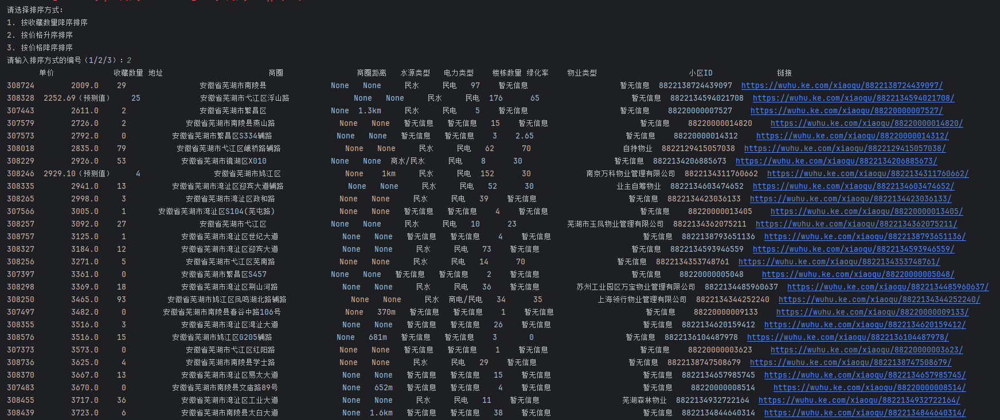 请选择排序方式:
1. 按收藏数量降序排序
2. 按价格升序排序
3. 按价格降序排序
请输入排序方式的编号（1/2/3）: 2
单价 收藏数量 地址 商圈 商圈距离 水源类型 电力类型 楼栋数量 绿化率 物业类型 小区ID 链接
308724 2009.0 29 安徽省芜湖市南陵县 None None 民水 民电 97 暂无信息 暂无信息 8822138724439097 https://wuhu.ke.com/xiaoqu/8822138724439097/
308328 2252.69（预测值） 25 安徽省芜湖市弋江区浮山路 None None 民水 民电 176 65 暂无信息 8822134594021708 https://wuhu.ke.com/xiaoqu/8822134594021708/
307443 2611.0 2 安徽省芜湖市繁昌区 None 1.3km 民水 民电 5 暂无信息 暂无信息 88220000007527 https://wuhu.ke.com/xiaoqu/88220000007527/
307579 2726.0 2 安徽省芜湖市南陵县燕山路 None None 暂无信息 暂无信息 15 暂无信息 暂无信息 88220000014820 https://wuhu.ke.com/xiaoqu/88220000014820/
307573 2792.0 0 安徽省芜湖市繁昌区S334辅路 None None 暂无信息 暂无信息 3 2.65 暂无信息 88220000014312 https://wuhu.ke.com/xiaoqu/88220000014312/
308018 2835.0 79 安徽省芜湖市弋江区峨桥路辅路 None None 民水 民电 62 70 自持物业 8822129415057038 https://wuhu.ke.com/xiaoqu/8822129415057038/
308229 2926.0 53 安徽省芜湖市镜湖区X010 None None 商水/民水 民电 8 30 暂无信息 8822134206885673 https://wuhu.ke.com/xiaoqu/8822134206885673/
308246 2929.10（预测值） 4 安徽省芜湖市鸠江区 None 1km 民水 民电 152 30 南京万科物业管理有限公司 8822134311760662 https://wuhu.ke.com/xiaoqu/8822134311760662/
308335 2941.0 13 安徽省芜湖市湾沚区迎宾大道辅路 None None 民水 民电 52 30 业主自筹物业 8822134603474652 https://wuhu.ke.com/xiaoqu/8822134603474652/
308265 2998.0 3 安徽省芜湖市湾沚区政和路 None None 民水 民电 39 暂无信息 暂无信息 8822134423036133 https://wuhu.ke.com/xiaoqu/8822134423036133/
307566 3005.0 1 安徽省芜湖市湾沚区S104(芜屯路) None None 暂无信息 暂无信息 4 暂无信息 暂无信息 88220000013405 https://wuhu.ke.com/xiaoqu/88220000013405/
308257 3092.0 27 安徽省芜湖市弋江区 None None 民水 民电 10 23 芜湖市玉凤物业管理有限公司 8822134362075211 https://wuhu.ke.com/xiaoqu/8822134362075211/
308757 3125.0 1 安徽省芜湖市湾沚区世纪大道 None None 暂无信息 暂无信息 4 暂无信息 暂无信息 8822138793651136 https://wuhu.ke.com/xiaoqu/8822138793651136/
308327 3184.0 12 安徽省芜湖市湾沚区迎宾大道 None None 民水 民电 73 暂无信息 暂无信息 8822134593946559 https://wuhu.ke.com/xiaoqu/8822134593946559/
308256 3271.0 5 安徽省芜湖市弋江区芜南路 None None 民水 民电 14 70 暂无信息 8822134353748761 https://wuhu.ke.com/xiaoqu/8822134353748761/
307397 3361.0 0 安徽省芜湖市繁昌区S457 None None 暂无信息 暂无信息 2 暂无信息 暂无信息 88220000005048 https://wuhu.ke.com/xiaoqu/88220000005048/
308298 3369.0 18 安徽省芜湖市湾沚区荆山河路 None None 民水 民电 36 暂无信息 苏州工业园区万宝物业管理有限公司 8822134485960637 https://wuhu.ke.com/xiaoqu/8822134485960637/
308250 3465.0 93 安徽省芜湖市鸠江区凤鸣湖北路辅路 None None 民水 商电/民电 34 35 上海领行物业管理有限公司 8822134344252240 https://wuhu.ke.com/xiaoqu/8822134344252240/
307497 3482.0 0 安徽省芜湖市南陵县春谷中路106号 None 370m 暂无信息 暂无信息 1 暂无信息 暂无信息 88220000009133 https://wuhu.ke.com/xiaoqu/88220000009133/
308355 3516.0 3 安徽省芜湖市湾沚区湾沚大道 None None 暂无信息 暂无信息 26 暂无信息 暂无信息 8822134620159412 https://wuhu.ke.com/xiaoqu/8822134620159412/
308576 3516.0 15 安徽省芜湖市鸠江区G205辅路 None 681m 暂无信息 暂无信息 3 0 暂无信息 8822136104487978 https://wuhu.ke.com/xiaoqu/8822136104487978/
307373 3573.0 0 安徽省芜湖市弋江区红阳路 None None 暂无信息 暂无信息 1 暂无信息 暂无信息 88220000003623 https://wuhu.ke.com/xiaoqu/88220000003623/
308736 3625.0 4 安徽省芜湖市南陵县学士路 None None 民水 民电 29 暂无信息 暂无信息 8822138747508679 https://wuhu.ke.com/xiaoqu/8822138747508679/
308370 3667.0 13 安徽省芜湖市湾沚区易太大道 None None 暂无信息 暂无信息 15 暂无信息 暂无信息 8822134657985745 https://wuhu.ke.com/xiaoqu/8822134657985745/
307483 3670.0 0 安徽省芜湖市南陵县文庙路89号 None 652m 暂无信息 暂无信息 4 暂无信息 暂无信息 88220000008514 https://wuhu.ke.com/xiaoqu/88220000008514/
308455 3717.0 36 安徽省芜湖市湾沚区工业大道 None None 民水 民电 11 暂无信息 芜湖森林物业 8822134932722164 https://wuhu.ke.com/xiaoqu/8822134932722164/
308439 3723.0 6 安徽省芜湖市南陵县太白大道 None 1.6km 暂无信息 暂无信息 38 暂无信息 暂无信息 8822134844640314 https://wuhu.ke.com/xiaoqu/8822134844640314/